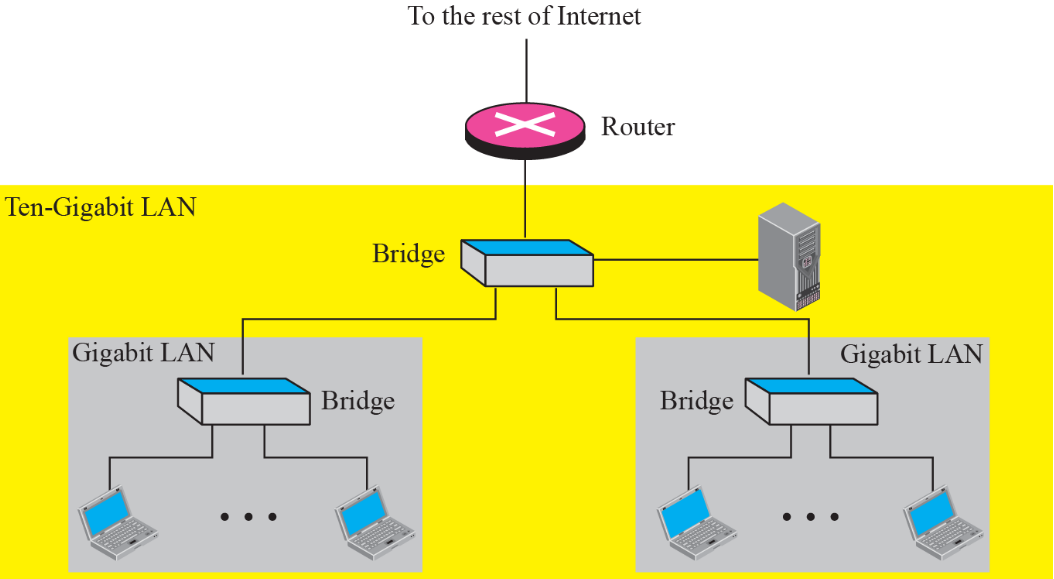 To the rest of Internet
Router
Ten-Gigabit LAN
Bridge
Gigabit LAN
Gigabit LAN
Bridge
Bridge